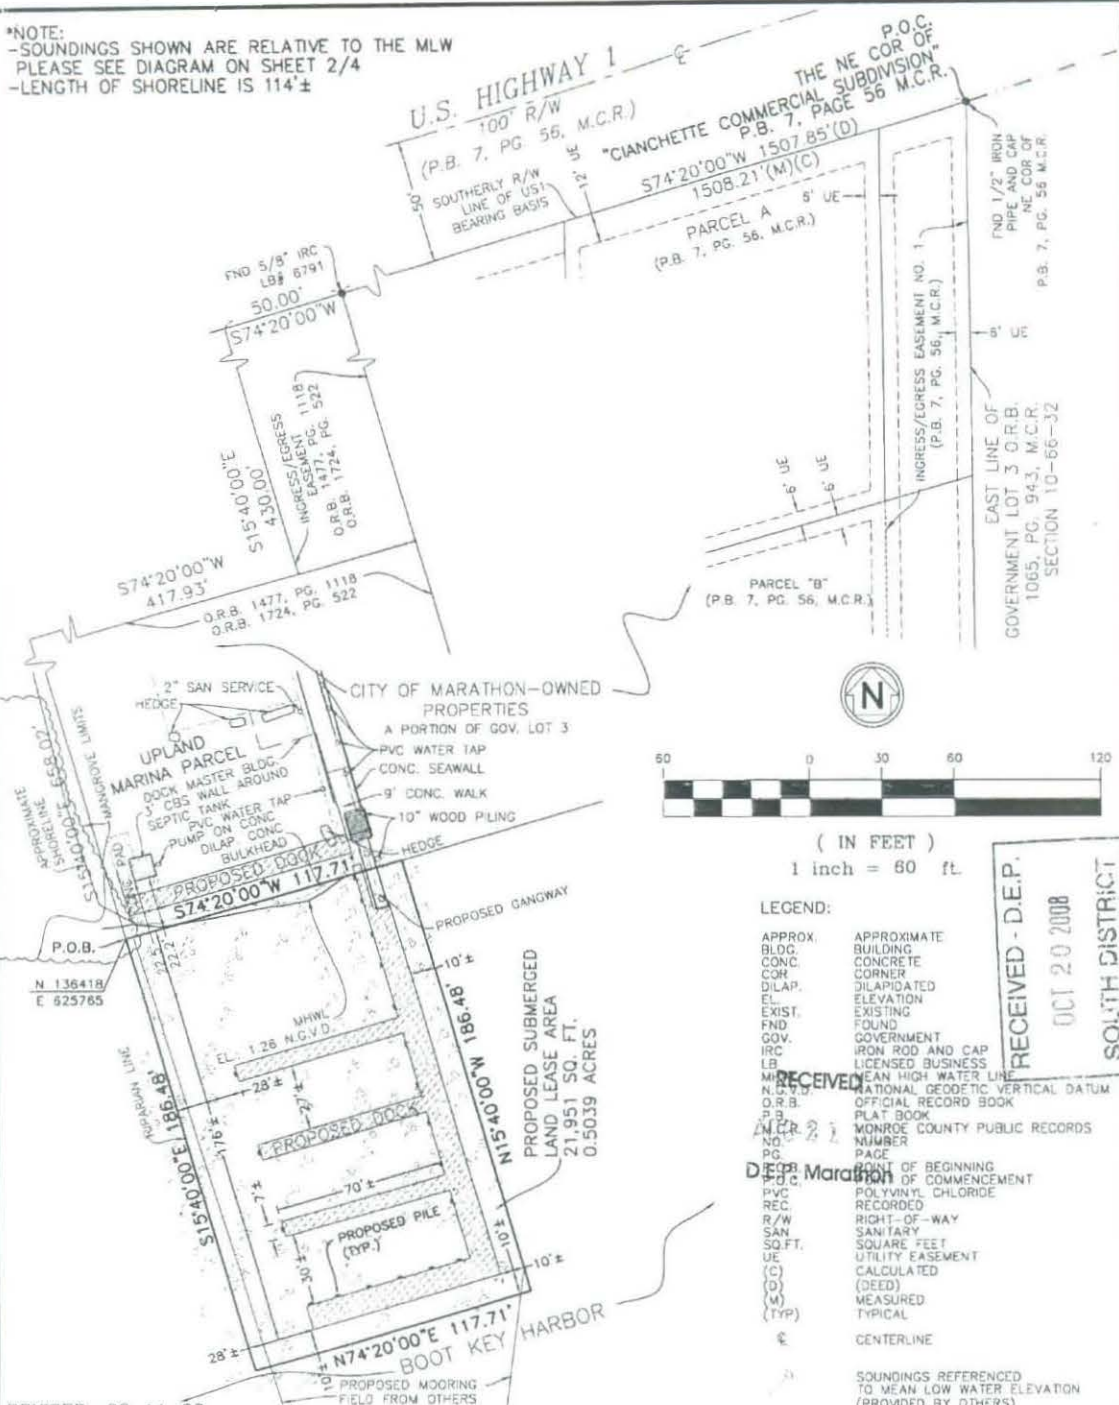 *NOTE:
-SOUNDINGS SHOWN ARE RELATIVE TO THE MLW
PLEASE SEE DIAGRAM ON SHEET 2/4
-LENGTH OF SHORELINE IS 114'±
U.S. HIGHWAY 1
℄
100' R/W
(P.B. 7, PG 56, M.C.R.)
P.O.C.
THE NE COR OF
"CIANCHETTE COMMERCIAL SUBDIVISION"
P.B. 7, PAGE 56 M.C.R.
S74°20'00"W 1507.85'(D)
1508.21'(M)(C)
50'
SOUTHERLY R/W
LINE OF US1
BEARING BASIS
12' UE
PARCEL A
(P.B. 7, PG. 56, M.C.R.)
5' UE
FND 1/2" IRON
PIPE AND CAP
NE COR OF
P.B. 7, PG. 56 M.C.R.
FND 5/8" IRC
LB# 6791
50.00'
S74°20'00"W
INGRESS/EGRESS EASEMENT NO. 1
(P.B. 7, PG. 56, M.C.R.)
6' UE
EAST LINE OF
GOVERNMENT LOT 3 O.R.B.
1065, PG. 943, M.C.R.
SECTION 10-66-32
S15°40'00"E
430.00'
INGRESS/EGRESS
EASEMENT
O.R.B. 1477, PG. 1118
O.R.B. 1724, PG. 522
6' UE
6' UE
S74°20'00"W
417.93'
O.R.B. 1477, PG. 1118
O.R.B. 1724, PG. 522
PARCEL "B"
(P.B. 7, PG. 56, M.C.R.)
2" SAN SERVICE
HEDGE
CITY OF MARATHON-OWNED
PROPERTIES
A PORTION OF GOV. LOT 3
N
UPLAND
MARINA PARCEL
DOCK MASTER BLDG.
3' CBS WALL AROUND
SEPTIC TANK
PVC WATER TAP
PUMP ON CONC
DILAP. CONC
BULKHEAD
PVC WATER TAP
CONC. SEAWALL
9' CONC. WALK
10" WOOD PILING
HEDGE
MANGROVE LIMITS
APPROXIMATE
SHORELINE
PAD
PROPOSED DOCK
S74°20'00"W 117.71'
PROPOSED GANGWAY
60 0 30 60 120
( IN FEET )
1 inch = 60 ft.
P.O.B.
N 136418
E 625765
22.5
22.2
10'±
MHWL
EL. 1.26 N.G.V.D.
RIPARIAN LINE
S15°40'00"E 186.48'
N15°40'00"W 186.48'
28'±
27'±
176'±
PROPOSED DOCK
70'±
7'±
30'±
PROPOSED PILE
(TYP.)
10'±
10'±
PROPOSED SUBMERGED
LAND LEASE AREA
21,951 SQ. FT.
0.5039 ACRES
28'±
N74°20'00"E 117.71'
10'±
BOOT KEY HARBOR
PROPOSED MOORING
FIELD FROM OTHERS
LEGEND:
APPROX. APPROXIMATE
BLDG. BUILDING
CONC. CONCRETE
COR CORNER
DILAP. DILAPIDATED
EL. ELEVATION
EXIST. EXISTING
FND FOUND
GOV. GOVERNMENT
IRC IRON ROD AND CAP
LB LICENSED BUSINESS
MEAN HIGH WATER LINE
N.G.V.D. NATIONAL GEODETIC VERTICAL DATUM
O.R.B. OFFICIAL RECORD BOOK
P.B. PLAT BOOK
M.C.R. MONROE COUNTY PUBLIC RECORDS
NO. NUMBER
PG. PAGE
P.O.B. POINT OF BEGINNING
P.O.C. POINT OF COMMENCEMENT
PVC POLYVINYL CHLORIDE
REC. RECORDED
R/W RIGHT-OF-WAY
SAN SANITARY
SQ.FT. SQUARE FEET
UE UTILITY EASEMENT
(C) CALCULATED
(D) (DEED)
(M) MEASURED
(TYP) TYPICAL
℄ CENTERLINE
SOUNDINGS REFERENCED
TO MEAN LOW WATER ELEVATION
(PROVIDED BY OTHERS)
RECEIVED
D.E.P. Marathon
RECEIVED - D.E.P.
OCT 20 2008
SOUTH DISTRICT